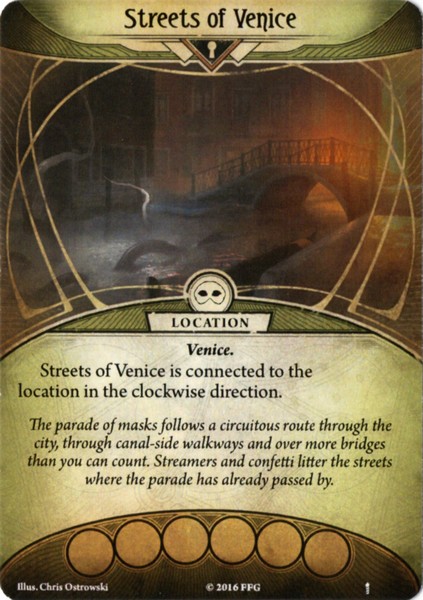 Streets of Venice
LOCATION
Venice.
Streets of Venice is connected to the
location in the clockwise direction.
The parade of masks follows a circuitous route through the
city, through canal-side walkways and over more bridges
than you can count. Streamers and confetti litter the streets
where the parade has already passed by.
Illus. Chris Ostrowski
© 2016 FFG